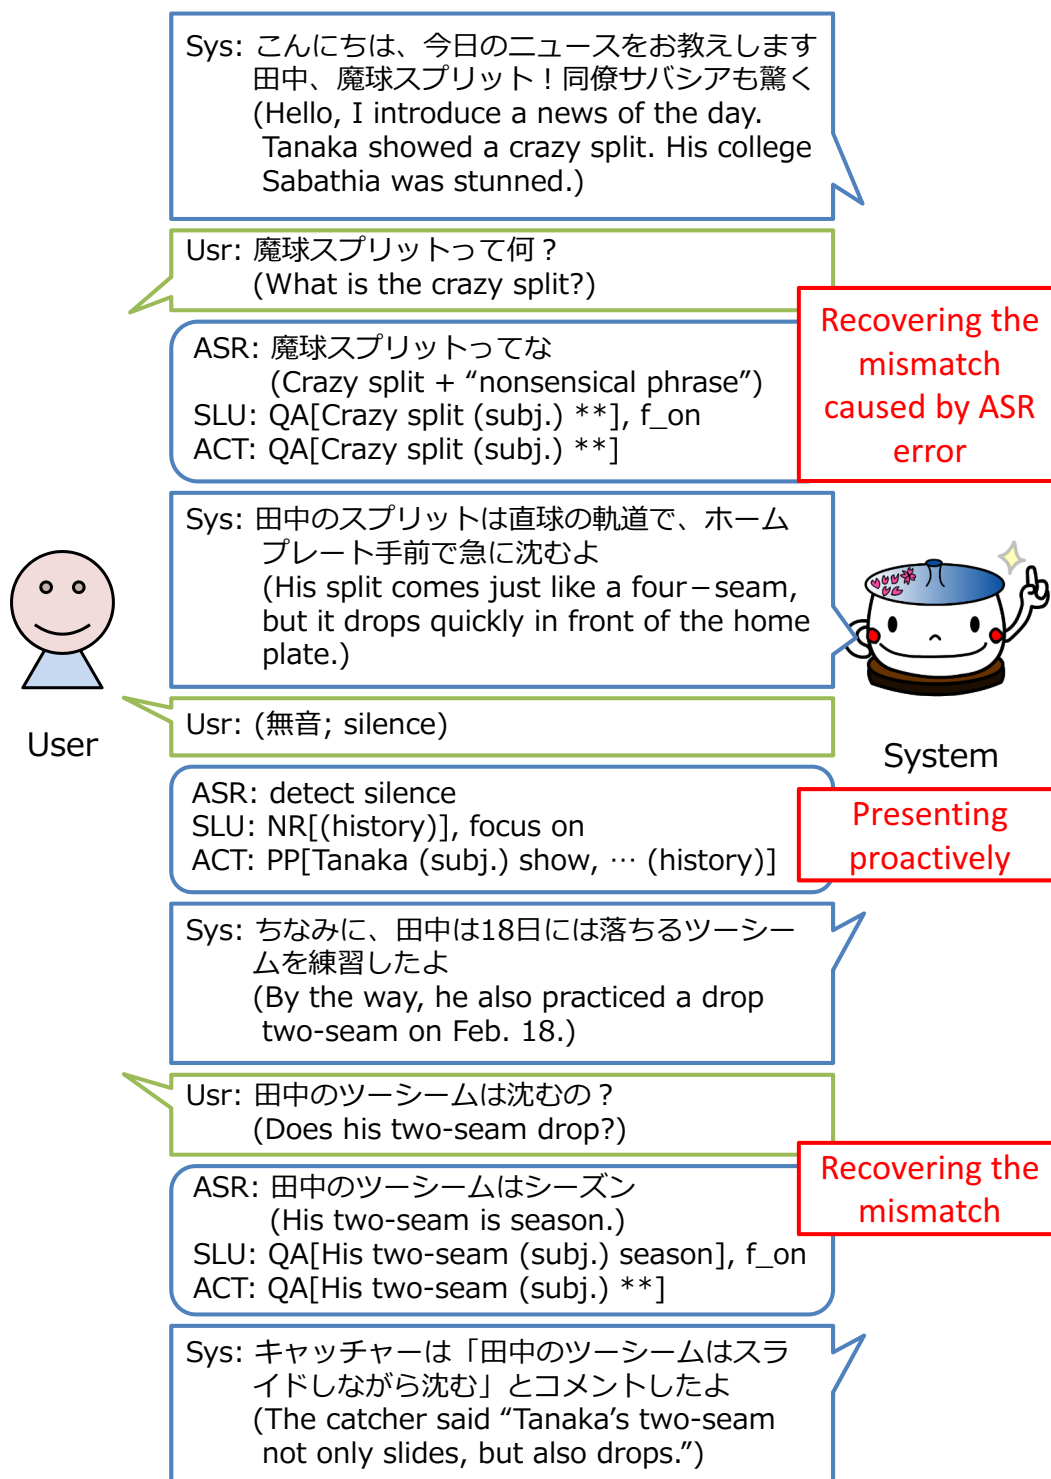 Sys: こんにちは、今日のニュースをお教えします
田中、魔球スプリット！同僚サバシアも驚く
(Hello, I introduce a news of the day.
Tanaka showed a crazy split. His college
Sabathia was stunned.)
Usr: 魔球スプリットって何？
(What is the crazy split?)
Recovering the
mismatch
caused by ASR
error
ASR: 魔球スプリットってな
(Crazy split + “nonsensical phrase”)
SLU: QA[Crazy split (subj.) **], f_on
ACT: QA[Crazy split (subj.) **]
Sys: 田中のスプリットは直球の軌道で、ホーム
プレート手前で急に沈むよ
(His split comes just like a four－seam,
but it drops quickly in front of the home
plate.)
User
System
Usr: (無音; silence)
ASR: detect silence
SLU: NR[(history)], focus on
ACT: PP[Tanaka (subj.) show, … (history)]
Presenting
proactively
Sys: ちなみに、田中は18日には落ちるツーシー
ムを練習したよ
(By the way, he also practiced a drop
two-seam on Feb. 18.)
Usr: 田中のツーシームは沈むの？
(Does his two-seam drop?)
Recovering the
mismatch
ASR: 田中のツーシームはシーズン
(His two-seam is season.)
SLU: QA[His two-seam (subj.) season], f_on
ACT: QA[His two-seam (subj.) **]
Sys: キャッチャーは「田中のツーシームはスラ
イドしながら沈む」とコメントしたよ
(The catcher said “Tanaka’s two-seam
not only slides, but also drops.”)